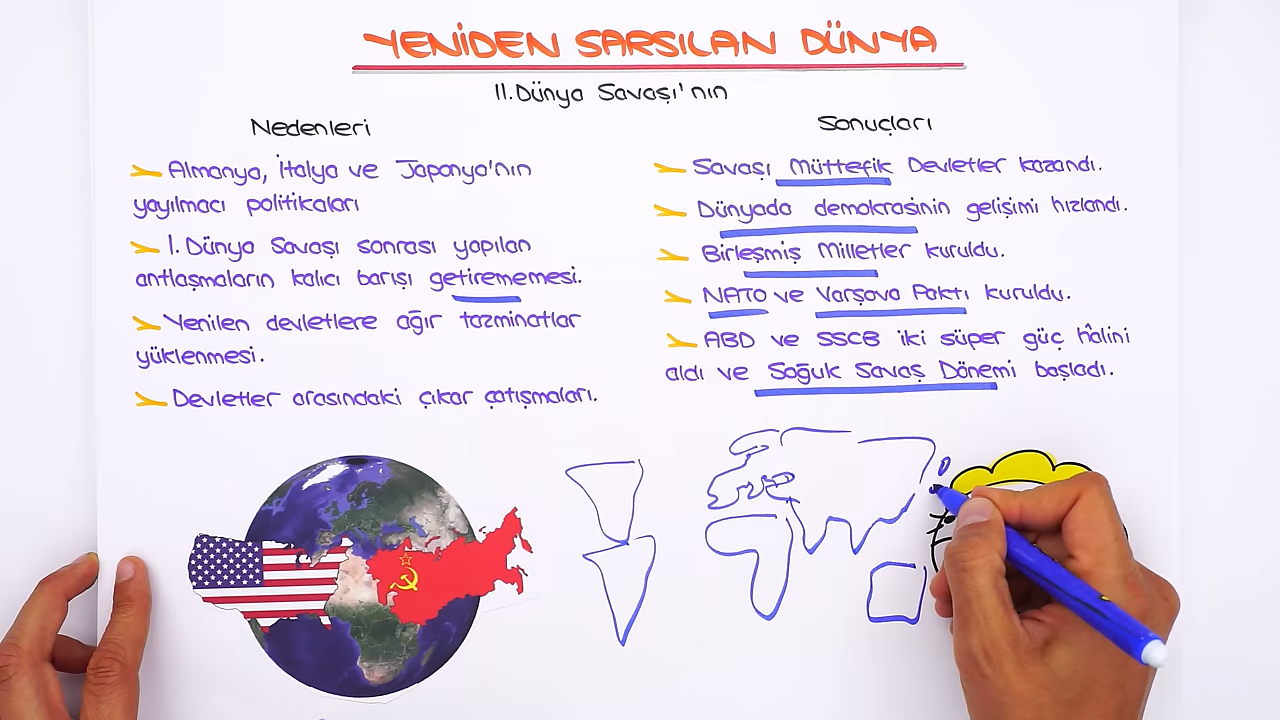 YENİDEN SARSILAN DÜNYA
II.Dünya Savaşı'nın
Nedenleri
Almanya, İtalya ve Japonya'nın
yayılmacı politikaları
I.Dünya Savaşı sonrası yapılan
antlaşmaların kalıcı barışı getirememesi.
Yenilen devletlere ağır tazminatlar
yüklenmesi.
Devletler arasındaki çıkar çatışmaları.
Sonuçları
Savaşı Müttefik Devletler kazandı.
Dünyada demokrasinin gelişimi hızlandı.
Birleşmiş Milletler kuruldu.
NATO ve Varşova Paktı kuruldu.
ABD ve SSCB iki süper güç hâlini
aldı ve Soğuk Savaş Dönemi başladı.